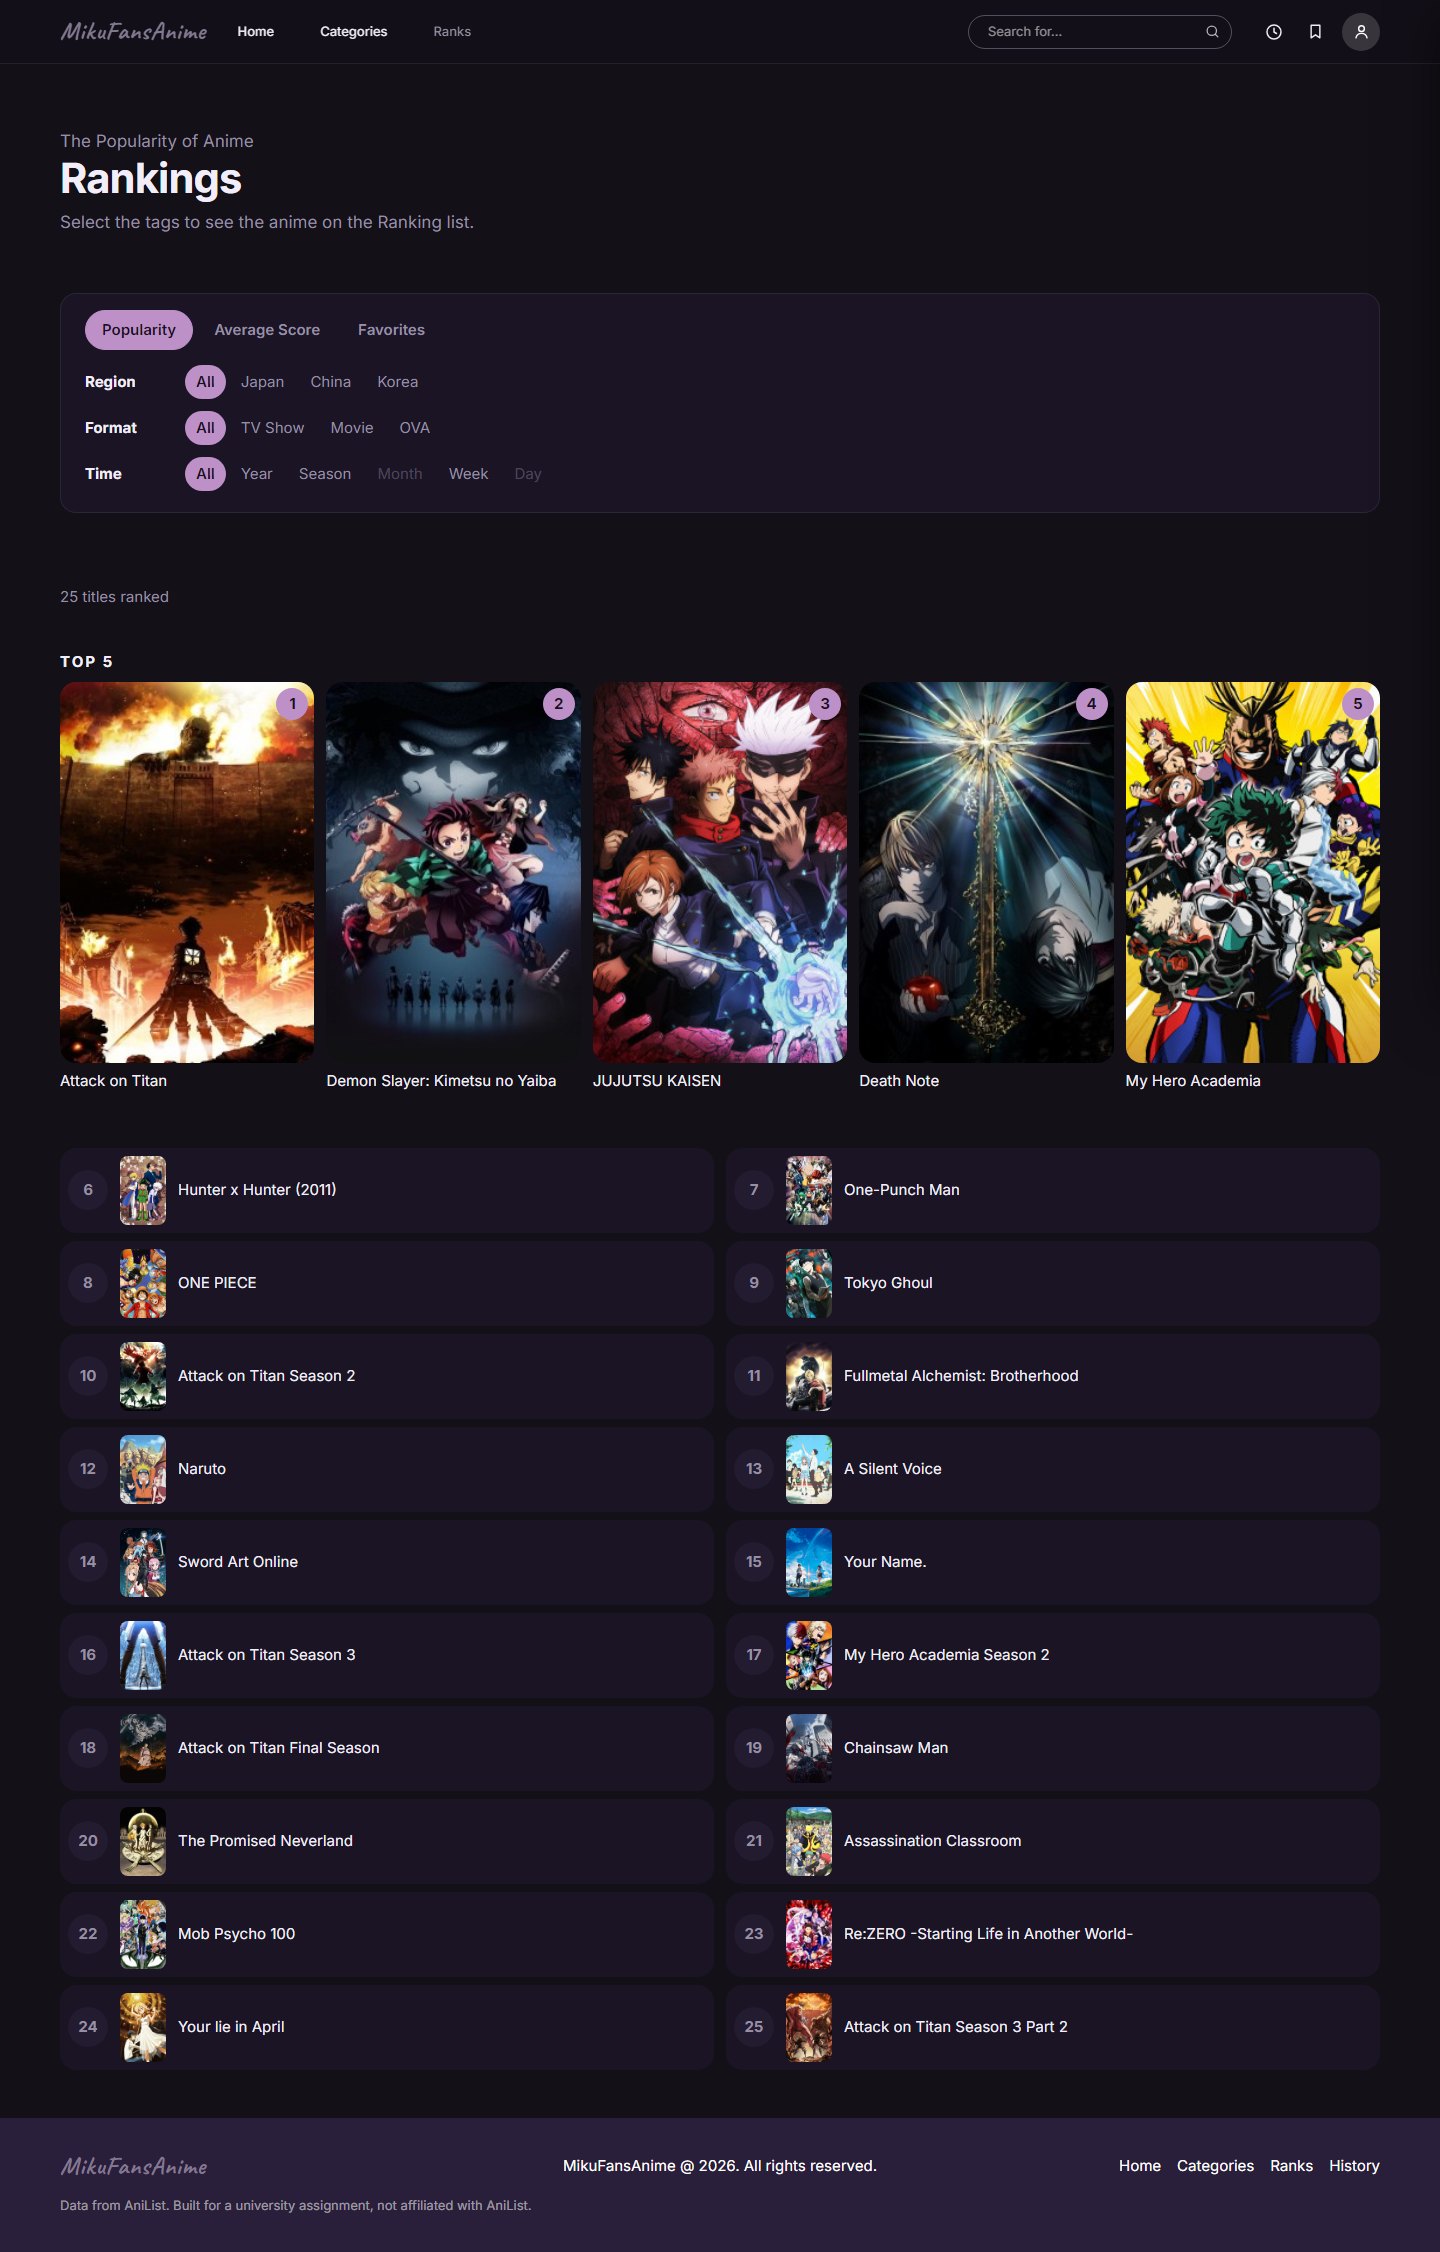 MikuFansAnime Home Categories Ranks Search for...
The Popularity of Anime
Rankings
Select the tags to see the anime on the Ranking list.
Popularity Average Score Favorites
Region All Japan China Korea
Format All TV Show Movie OVA
Time All Year Season Month Week Day
25 titles ranked
TOP 5
1 2 3 4 5
Attack on Titan Demon Slayer: Kimetsu no Yaiba JUJUTSU KAISEN Death Note My Hero Academia
6 Hunter x Hunter (2011) 7 One-Punch Man
8 ONE PIECE 9 Tokyo Ghoul
10 Attack on Titan Season 2 11 Fullmetal Alchemist: Brotherhood
12 Naruto 13 A Silent Voice
14 Sword Art Online 15 Your Name.
16 Attack on Titan Season 3 17 My Hero Academia Season 2
18 Attack on Titan Final Season 19 Chainsaw Man
20 The Promised Neverland 21 Assassination Classroom
22 Mob Psycho 100 23 Re:ZERO -Starting Life in Another World-
24 Your lie in April 25 Attack on Titan Season 3 Part 2
MikuFansAnime MikuFansAnime @ 2026. All rights reserved. Home Categories Ranks History
Data from AniList. Built for a university assignment, not affiliated with AniList.